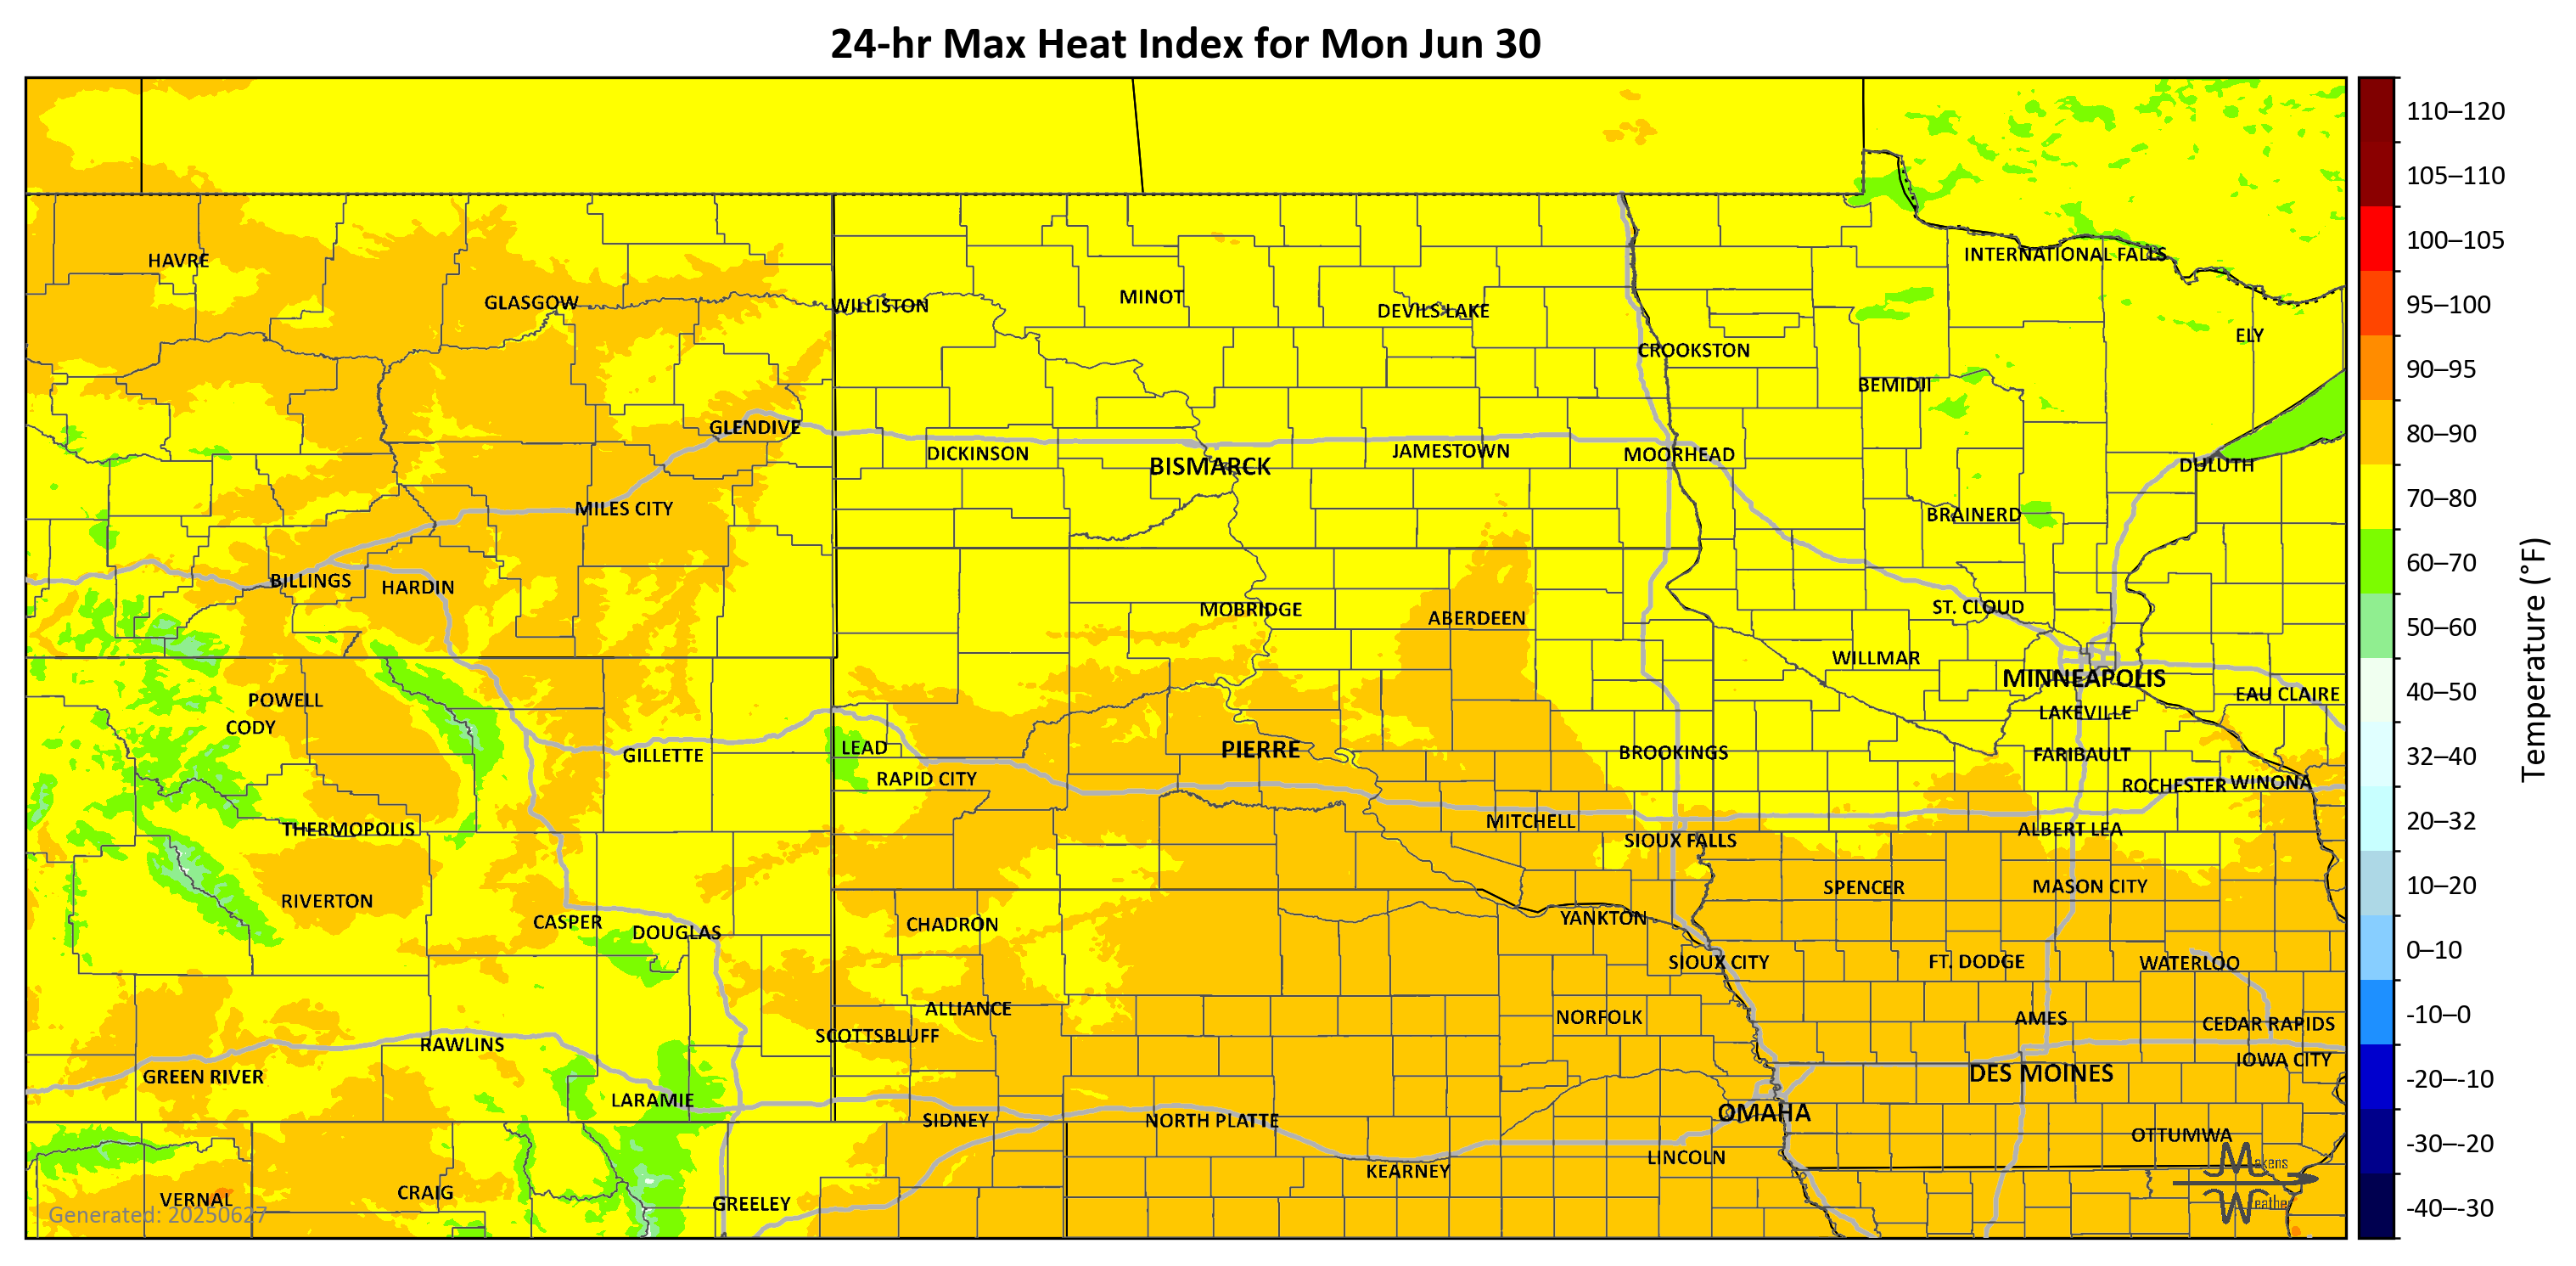 24-hr Max Heat Index for Mon Jun 30
110–120
105–110
100–105
95–100
90–95
80–90
70–80
60–70
50–60
40–50
32–40
20–32
10–20
0–10
-10–0
-20–-10
-30–-20
-40–-30
Temperature (°F)
HAVRE
INTERNATIONAL FALLS
GLASGOW
WILLISTON
MINOT
DEVILS LAKE
ELY
CROOKSTON
BEMIDJI
GLENDIVE
DICKINSON
BISMARCK
JAMESTOWN
MOORHEAD
DULUTH
MILES CITY
BRAINERD
BILLINGS
HARDIN
MOBRIDGE
ABERDEEN
ST. CLOUD
WILLMAR
MINNEAPOLIS
POWELL
EAU CLAIRE
CODY
LAKEVILLE
GILLETTE
LEAD
PIERRE
BROOKINGS
FARIBAULT
RAPID CITY
ROCHESTER
WINONA
THERMOPOLIS
MITCHELL
SIOUX FALLS
ALBERT LEA
RIVERTON
SPENCER
MASON CITY
CASPER
DOUGLAS
CHADRON
YANKTON
SIOUX CITY
FT. DODGE
WATERLOO
ALLIANCE
SCOTTSBLUFF
NORFOLK
AMES
CEDAR RAPIDS
RAWLINS
IOWA CITY
GREEN RIVER
DES MOINES
LARAMIE
SIDNEY
NORTH PLATTE
OMAHA
OTTUMWA
KEARNEY
LINCOLN
VERNAL
CRAIG
GREELEY
Makens
Weather
Generated: 20250627